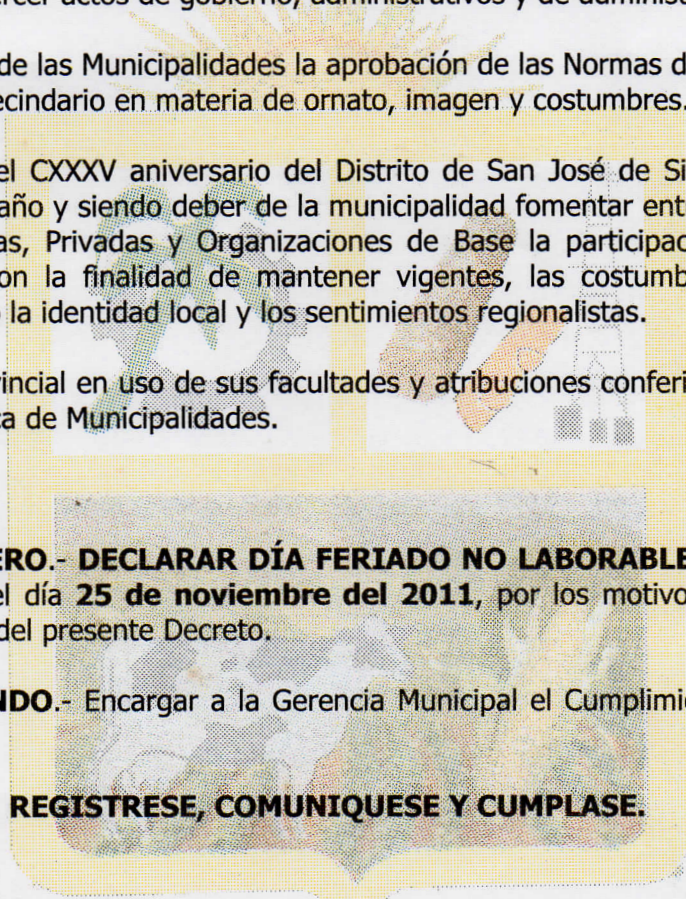 ercer actos de gobierno, administrativos y de administ
de las Municipalidades la aprobación de las Normas d
ecindario en materia de ornato, imagen y costumbres.
el CXXXV aniversario del Distrito de San José de Si
año y siendo deber de la municipalidad fomentar ent
as, Privadas y Organizaciones de Base la participac
on la finalidad de mantener vigentes, las costumb
la identidad local y los sentimientos regionalistas.
vincial en uso de sus facultades y atribuciones conferi
ca de Municipalidades.
ERO.- DECLARAR DÍA FERIADO NO LABORABLE
el día 25 de noviembre del 2011, por los motivo
del presente Decreto.
NDO.- Encargar a la Gerencia Municipal el Cumplimie
REGISTRESE, COMUNIQUESE Y CUMPLASE.